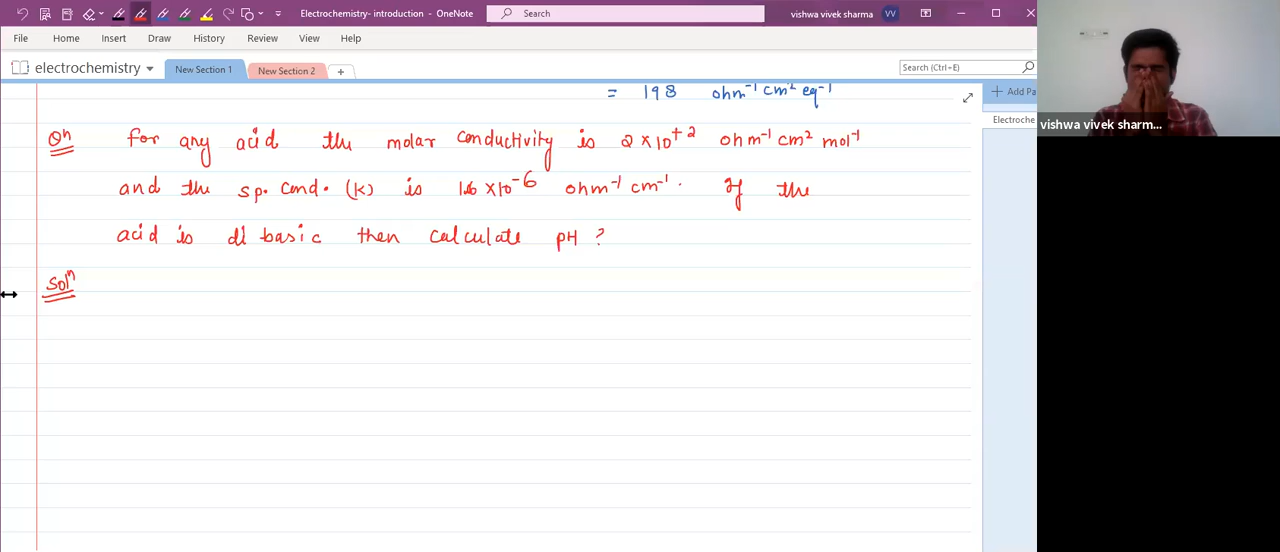 Electrochemistry- introduction - OneNote
Search
vishwa vivek sharma
VV
File Home Insert Draw History Review View Help
electrochemistry
New Section 1
New Section 2
Search (Ctrl+E)
= 198 ohm⁻¹ cm² eq⁻¹
Add Pa
Electroche
Qⁿ For any acid the molar conductivity is 2 × 10⁺² ohm⁻¹ cm² mol⁻¹
and the sp. cond. (K) is 1.6 × 10⁻⁶ ohm⁻¹ cm⁻¹. If the
acid is di basic then calculate pH ?
Solⁿ
vishwa vivek sharm...